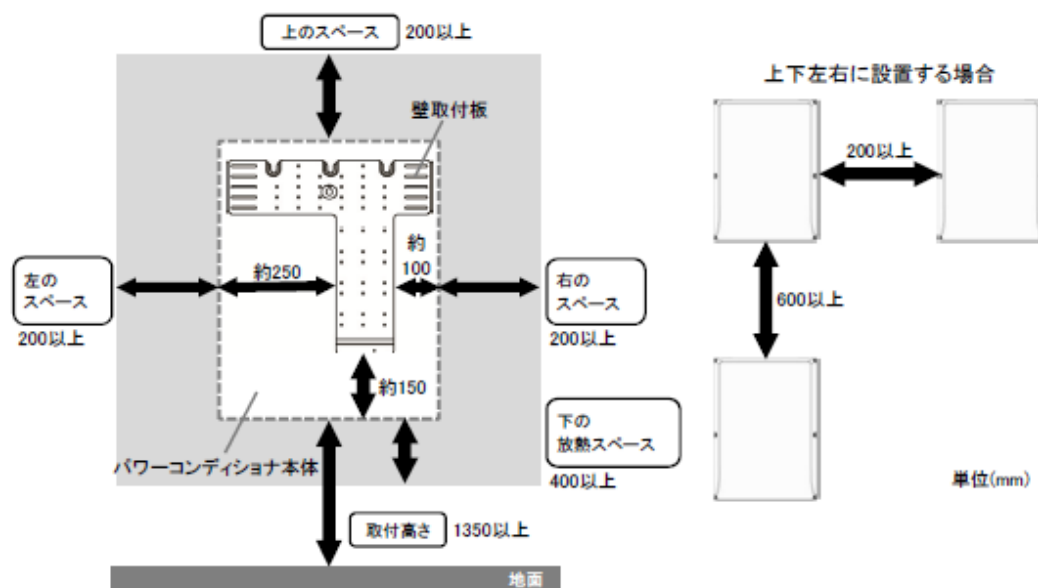 上のスペース 200以上
壁取付板
約250
約
100
左の
スペース
200以上
右の
スペース
200以上
約150
パワーコンディショナ本体
下の
放熱スペース
400以上
取付高さ 1350以上
地面
上下左右に設置する場合
200以上
600以上
単位(mm)